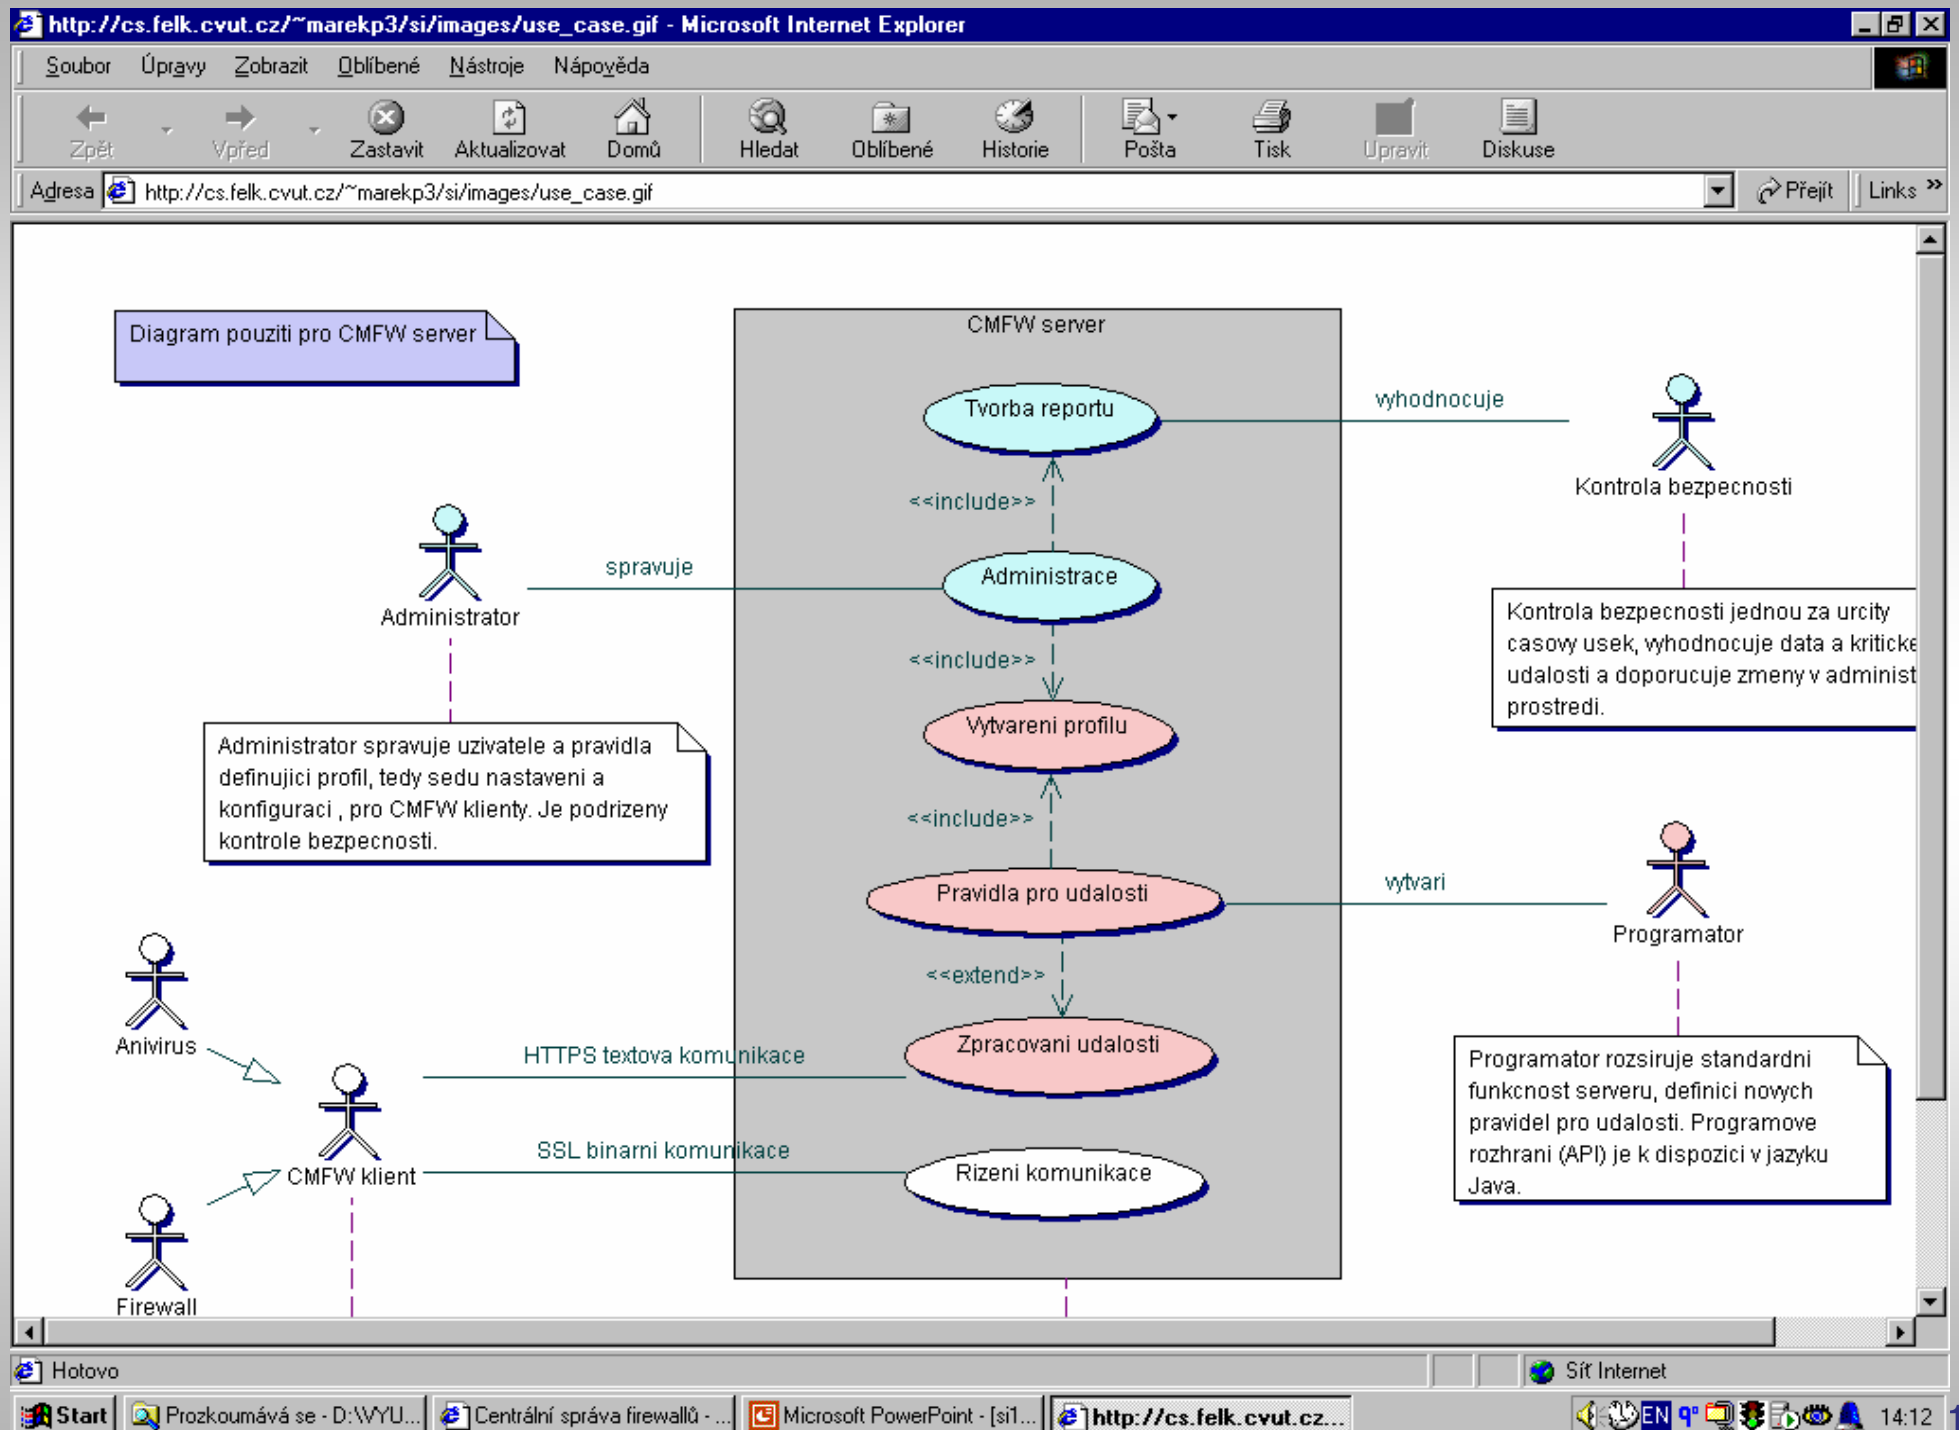 http://cs.felk.cvut.cz/~marekp3/si/images/use_case.gif - Microsoft Internet Explorer
Soubor Úpravy Zobrazit Oblíbené Nástroje Nápověda
Zpět Vpřed Zastavit Aktualizovat Domů Hledat Oblíbené Historie Pošta Tisk Upravit Diskuse
Adresa http://cs.felk.cvut.cz/~marekp3/si/images/use_case.gif Přejít Links »
Diagram pouziti pro CMFW server
CMFW server
Tvorba reportu
vyhodnocuje
Kontrola bezpecnosti
<<include>>
Administrator
spravuje
Administrace
<<include>>
Kontrola bezpecnosti jednou za urcity
casovy usek, vyhodnocuje data a kriticke
udalosti a doporucuje zmeny v administ
prostredi.
Vytvareni profilu
Administrator spravuje uzivatele a pravidla
definujici profil, tedy sedu nastaveni a
konfiguraci , pro CMFW klienty. Je podrizeny
kontrole bezpecnosti.
<<include>>
Pravidla pro udalosti
vytvari
Programator
<<extend>>
Anivirus
HTTPS textova komunikace
Zpracovani udalosti
Programator rozsiruje standardni
funkcnost serveru, definici novych
pravidel pro udalosti. Programove
rozhrani (API) je k dispozici v jazyku
Java.
SSL binarni komunikace
CMFW klient
Rizeni komunikace
Firewall
Hotovo
Síť Internet
Start Prozkoumává se - D:\VYU... Centrální správa firewallů - ... Microsoft PowerPoint - [si1... http://cs.felk.cvut.cz... EN 14:12